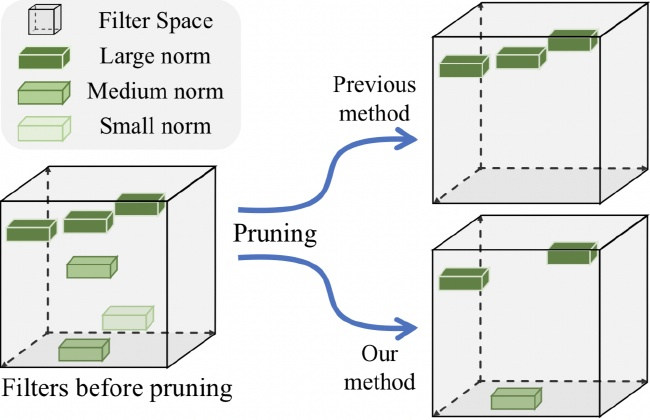 Filter Space
Large norm
Medium norm
Small norm
Previous
method
Pruning
Our
method
Filters before pruning